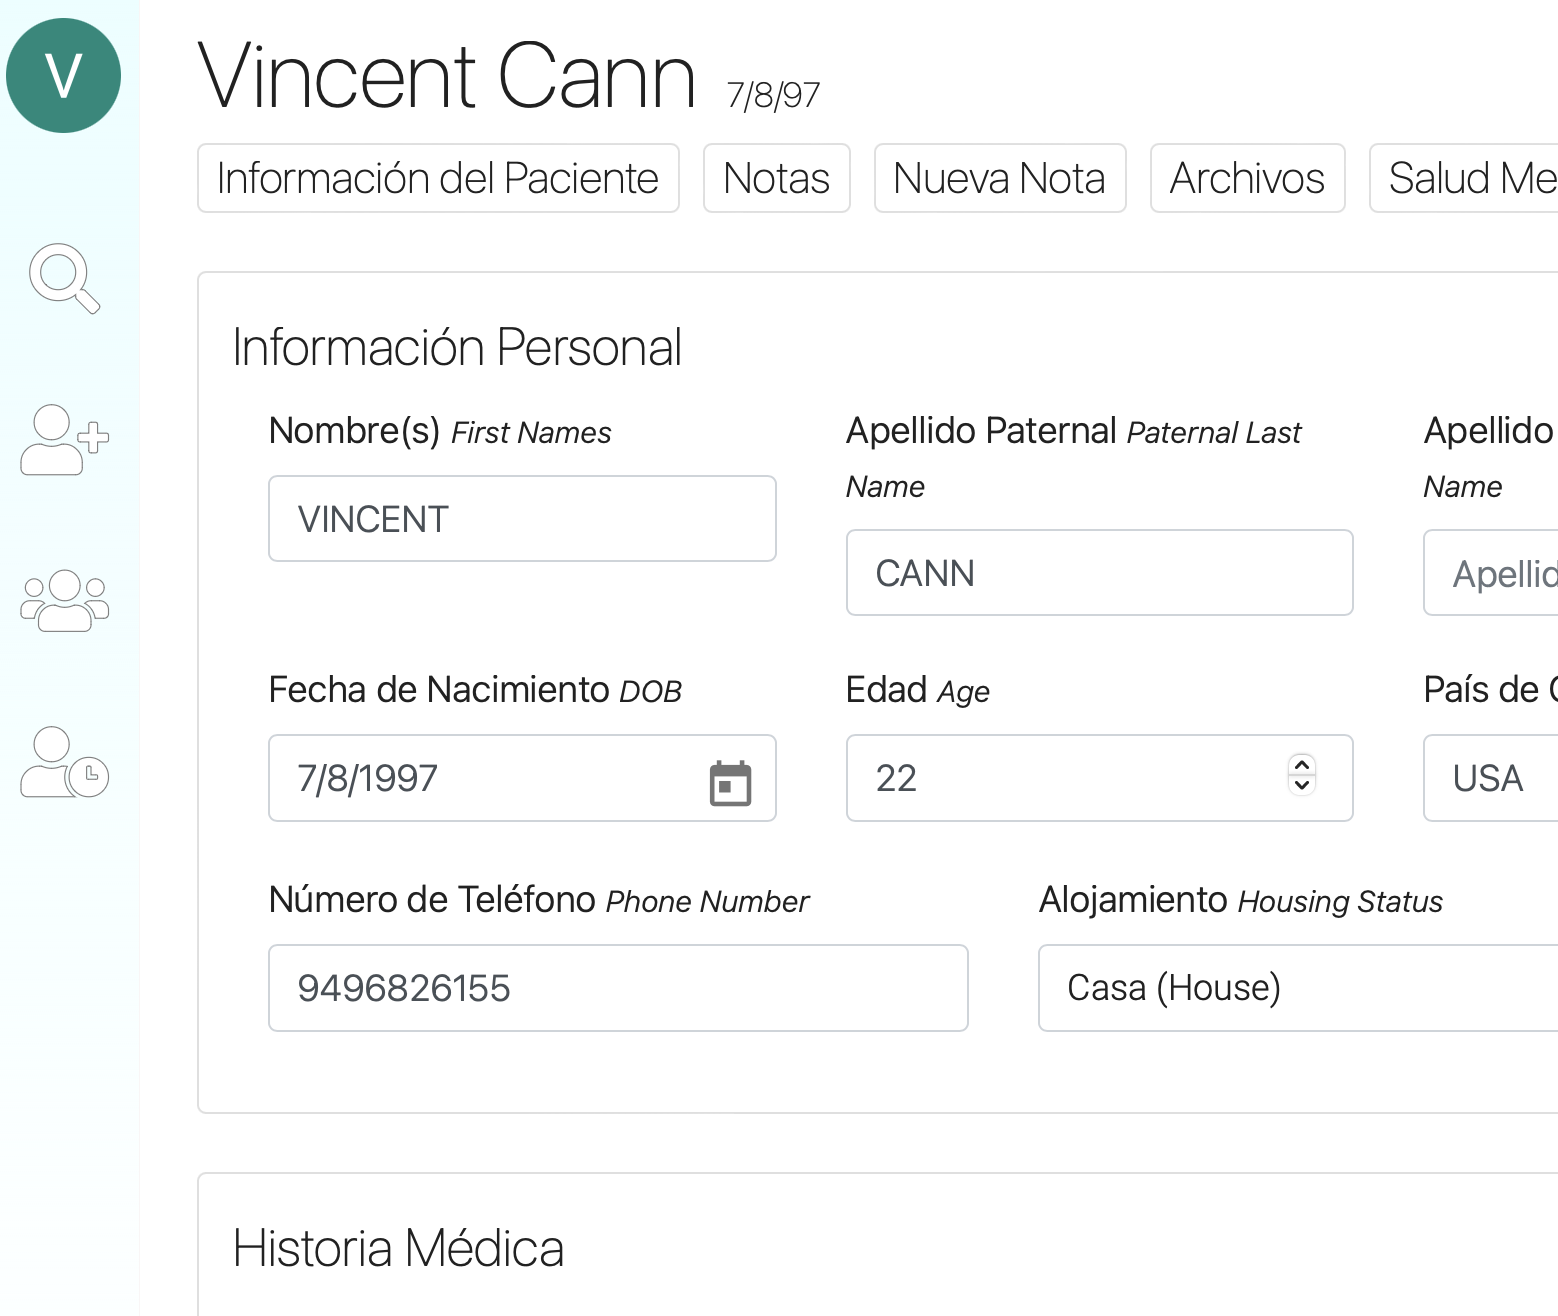 V
Vincent Cann 7/8/97
Información del Paciente Notas Nueva Nota Archivos Salud Me
Información Personal
Nombre(s) First Names
VINCENT
Apellido Paternal Paternal Last
Name
CANN
Apellido
Name
Apellid
Fecha de Nacimiento DOB
7/8/1997
Edad Age
22
País de
USA
Número de Teléfono Phone Number
9496826155
Alojamiento Housing Status
Casa (House)
Historia Médica